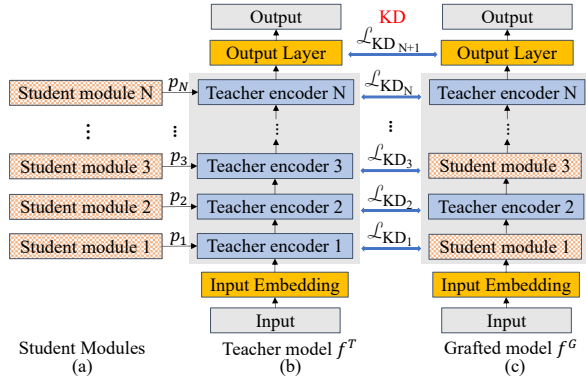 Output KD Output
Output Layer ℒKD N+1 Output Layer
Student module N pN Teacher encoder N ℒKDN Teacher encoder N
⋮ ⋮ ⋮ ⋮ ⋮
Student module 3 p3 Teacher encoder 3 ℒKD3 Student module 3
Student module 2 p2 Teacher encoder 2 ℒKD2 Teacher encoder 2
Student module 1 p1 Teacher encoder 1 ℒKD1 Student module 1
Input Embedding Input Embedding
Input Input
Student Modules Teacher model f^T Grafted model f^G
(a) (b) (c)